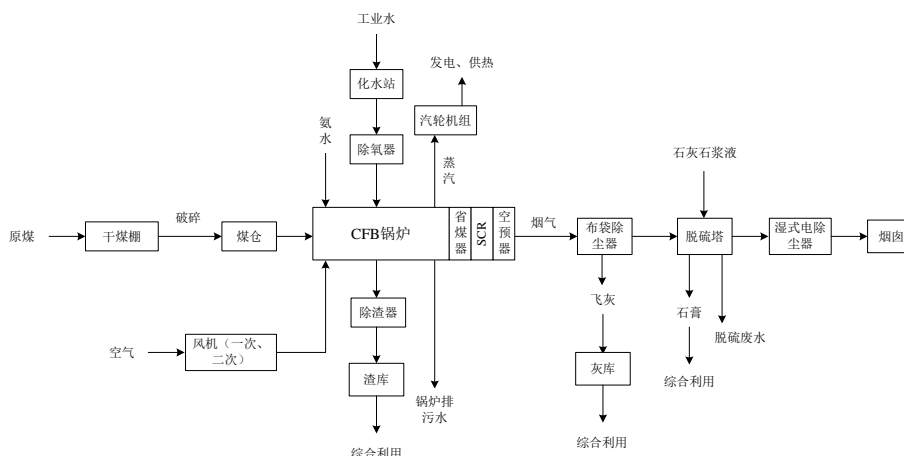 工业水
化水站
除氧器
氨
水
发电、供热
汽轮机组
蒸
汽
原煤
干煤棚
破碎
煤仓
CFB锅炉
省
煤
器
SCR
空
预
器
烟气
布袋除
尘器
石灰石浆液
脱硫塔
湿式电除
尘器
烟囱
空气
风机（一次、
二次）
除渣器
渣库
综合利用
锅炉排
污水
飞灰
灰库
综合利用
石膏
综合利用
脱硫废水